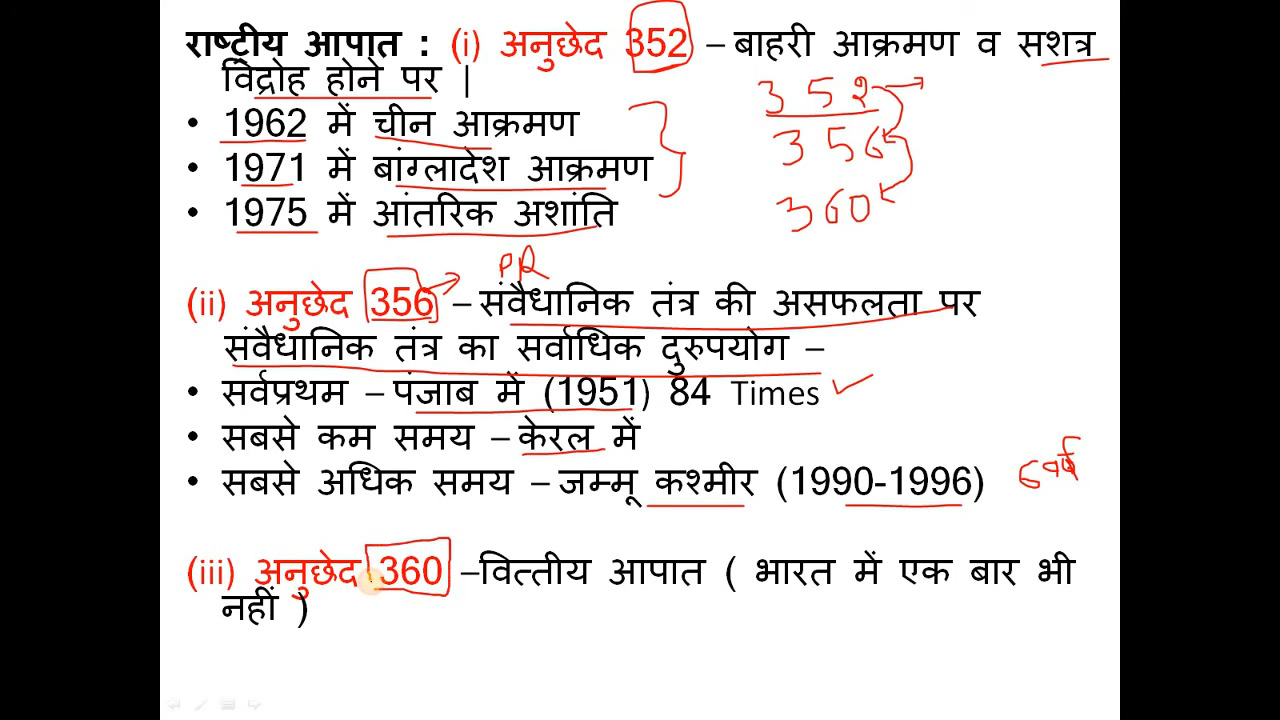 राष्ट्रीय आपात : (i) अनुछेद 352 – बाहरी आक्रमण व सशत्र
विद्रोह होने पर |
352
• 1962 में चीन आक्रमण
356
• 1971 में बांग्लादेश आक्रमण
• 1975 में आंतरिक अशांति
360
PR
(ii) अनुछेद 356 – संवैधानिक तंत्र की असफलता पर
संवैधानिक तंत्र का सर्वाधिक दुरुपयोग –
• सर्वप्रथम – पंजाब में (1951) 84 Times
• सबसे कम समय – केरल में
• सबसे अधिक समय – जम्मू कश्मीर (1990-1996) 6 वर्ष
(iii) अनुछेद 360 –वित्तीय आपात ( भारत में एक बार भी
नहीं )